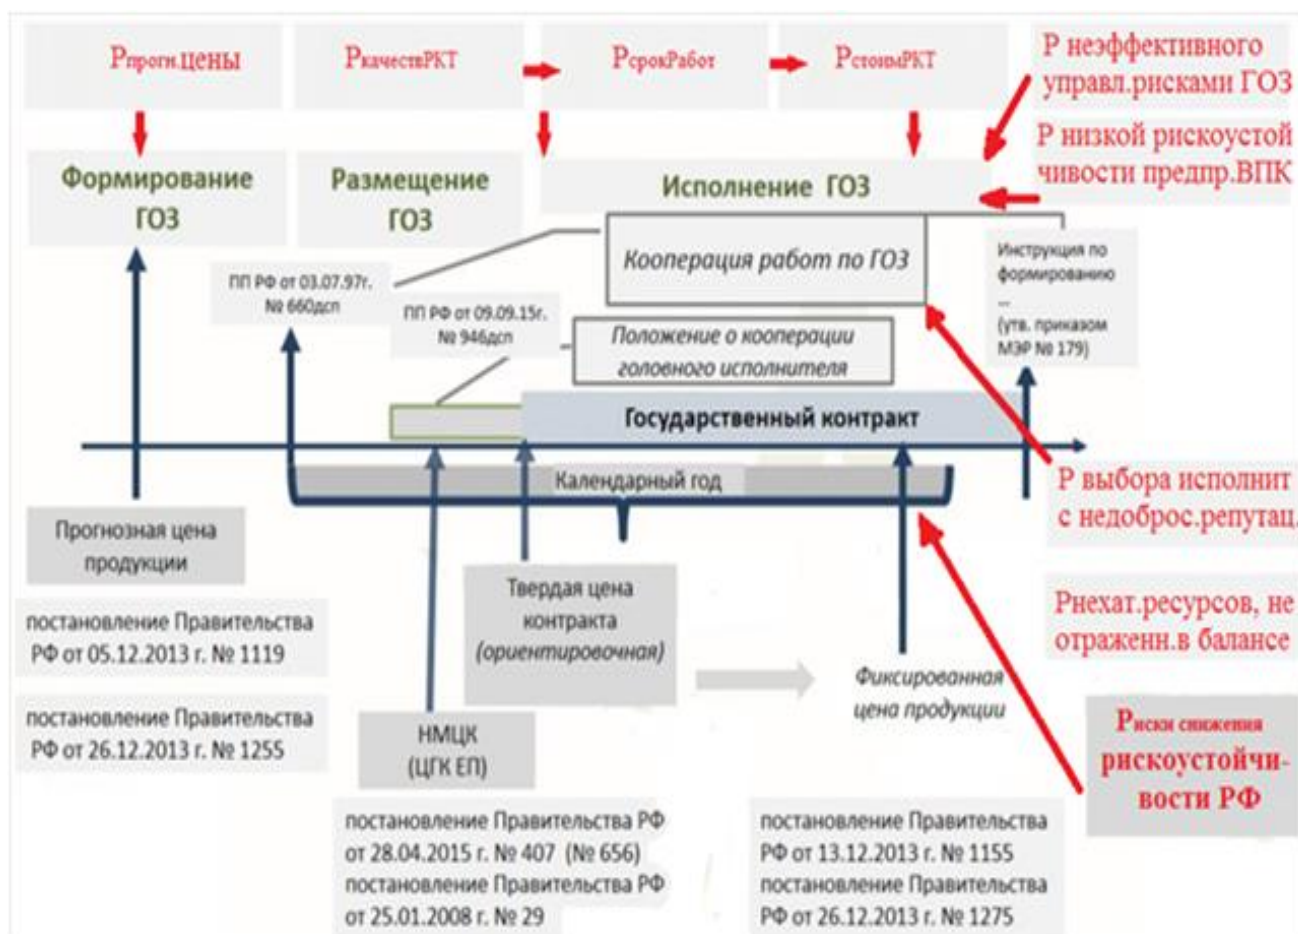 Рпрогн.цены
РкачествРКТ
РсрокРабот
РстоимРКТ
Р неэффективного
управл.рисками ГОЗ
Р низкой рискоустой
чивости предпр.ВПК
Формирование
ГОЗ
Размещение
ГОЗ
Исполнение ГОЗ
ПП РФ от 03.07.97г.
№ 660дсп
ПП РФ от 09.09.15г.
№ 946дсп
Кооперация работ по ГОЗ
Положение о кооперации
головного исполнителя
Инструкция по
формированию
...
(утв. приказом
МЭР № 179)
Государственный контракт
Календарный год
Р выбора исполнит
с недоброс.репутац.
Прогнозная цена
продукции
Твердая цена
контракта
(ориентировочная)
Рнехат.ресурсов, не
отраженн.в балансе
постановление Правительства
РФ от 05.12.2013 г. № 1119
постановление Правительства
РФ от 26.12.2013 г. № 1255
Фиксированная
цена продукции
НМЦК
(ЦГК ЕП)
Риски снижения
рискоустойчи-
вости РФ
постановление Правительства РФ
от 28.04.2015 г. № 407 (№ 656)
постановление Правительства РФ
от 25.01.2008 г. № 29
постановление Правительства
РФ от 13.12.2013 г. № 1155
постановление Правительства
РФ от 26.12.2013 г. № 1275